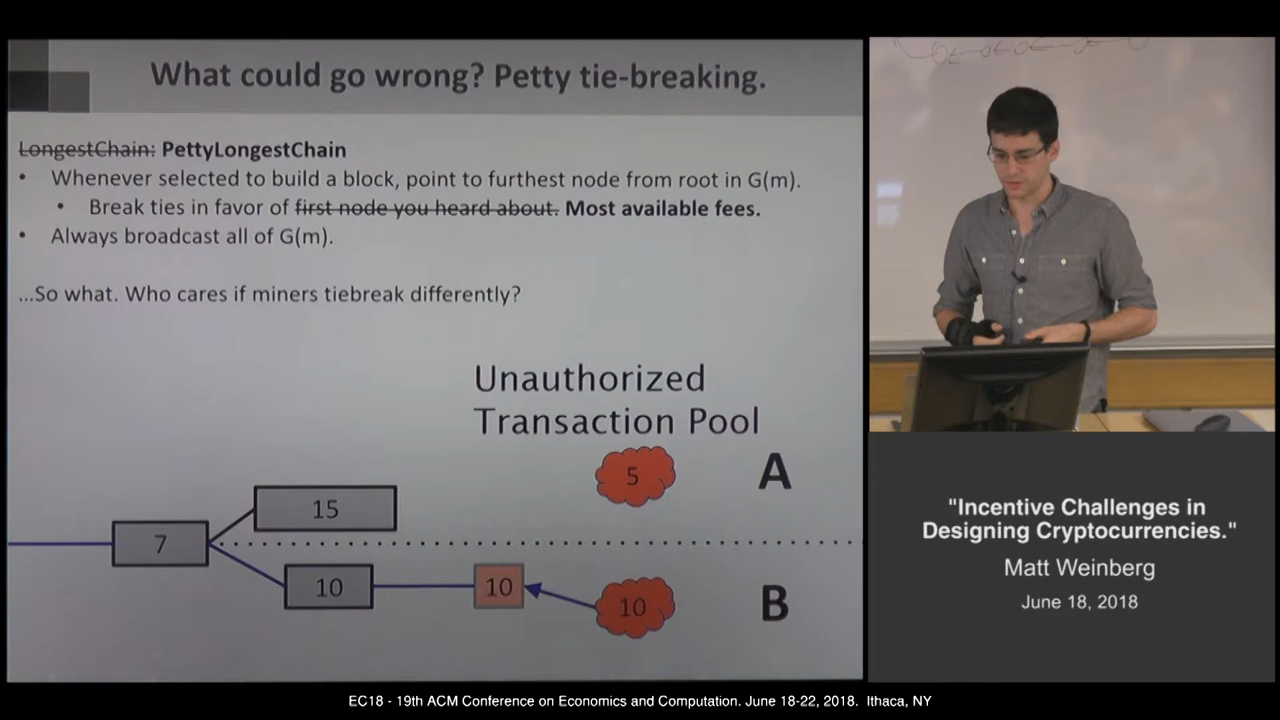 What could go wrong? Petty tie-breaking.
LongestChain: PettyLongestChain
• Whenever selected to build a block, point to furthest node from root in G(m).
• Break ties in favor of first node you heard about. Most available fees.
• Always broadcast all of G(m).
...So what. Who cares if miners tiebreak differently?
Unauthorized
Transaction Pool
5
A
15
7
10
10
10
B
"Incentive Challenges in
Designing Cryptocurrencies."
Matt Weinberg
June 18, 2018
EC18 - 19th ACM Conference on Economics and Computation. June 18-22, 2018. Ithaca, NY